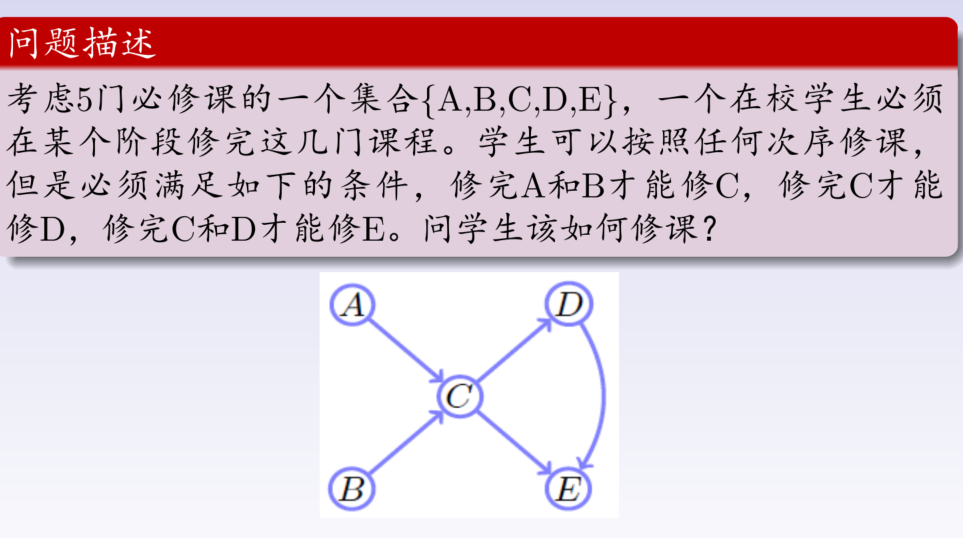 问题描述
考虑5门必修课的一个集合{A,B,C,D,E}，一个在校学生必须
在某个阶段修完这几门课程。学生可以按照任何次序修课，
但是必须满足如下的条件，修完A和B才能修C，修完C才能
修D，修完C和D才能修E。问学生该如何修课？
A
D
C
B
E